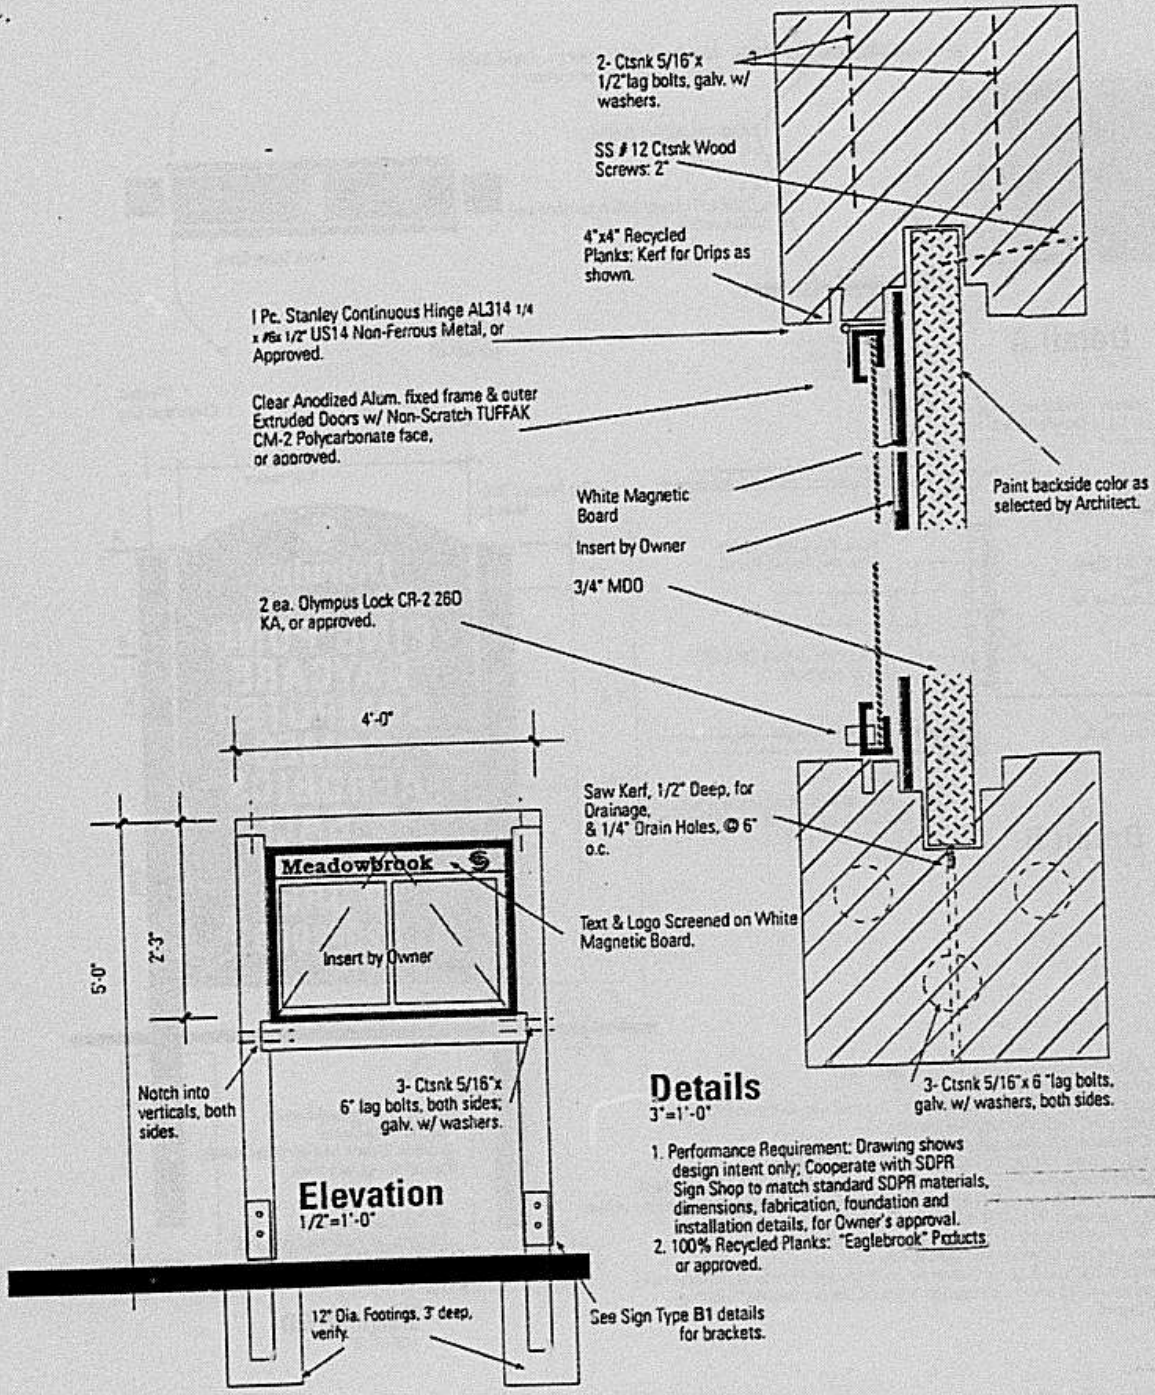 2- Ctsnk 5/16"x
1/2"lag bolts, galv. w/
washers.
SS # 12 Ctsnk Wood
Screws: 2"
4"x4" Recycled
Planks: Kerf for Drips as
shown.
1 Pc. Stanley Continuous Hinge AL314 1/4
x /6x 1/2" US14 Non-Ferrous Metal, or
Approved.
Clear Anodized Alum. fixed frame & outer
Extruded Doors w/ Non-Scratch TUFFAK
CM-2 Polycarbonate face,
or approved.
White Magnetic
Board
Insert by Owner
Paint backside color as
selected by Architect.
3/4" MDO
2 ea. Olympus Lock CR-2 26D
KA, or approved.
4'-0"
Saw Kerf, 1/2" Deep, for
Drainage,
& 1/4" Drain Holes, @ 6"
o.c.
Meadowbrook
Text & Logo Screened on White
Magnetic Board.
Insert by Owner
2'-3"
5'-0"
Notch into
verticals, both
sides.
3- Ctsnk 5/16"x
6" lag bolts, both sides;
galv. w/ washers.
3- Ctsnk 5/16"x 6 "lag bolts.
galv. w/ washers, both sides.
Details
3"=1'-0"
1. Performance Requirement: Drawing shows
design intent only; Cooperate with SDPR
Sign Shop to match standard SDPR materials,
dimensions, fabrication, foundation and
installation details, for Owner's approval.
2. 100% Recycled Planks: "Eaglebrook" Poducts
or approved.
Elevation
1/2"=1'-0"
12" Dia. Footings, 3' deep,
verify.
See Sign Type B1 details
for brackets.